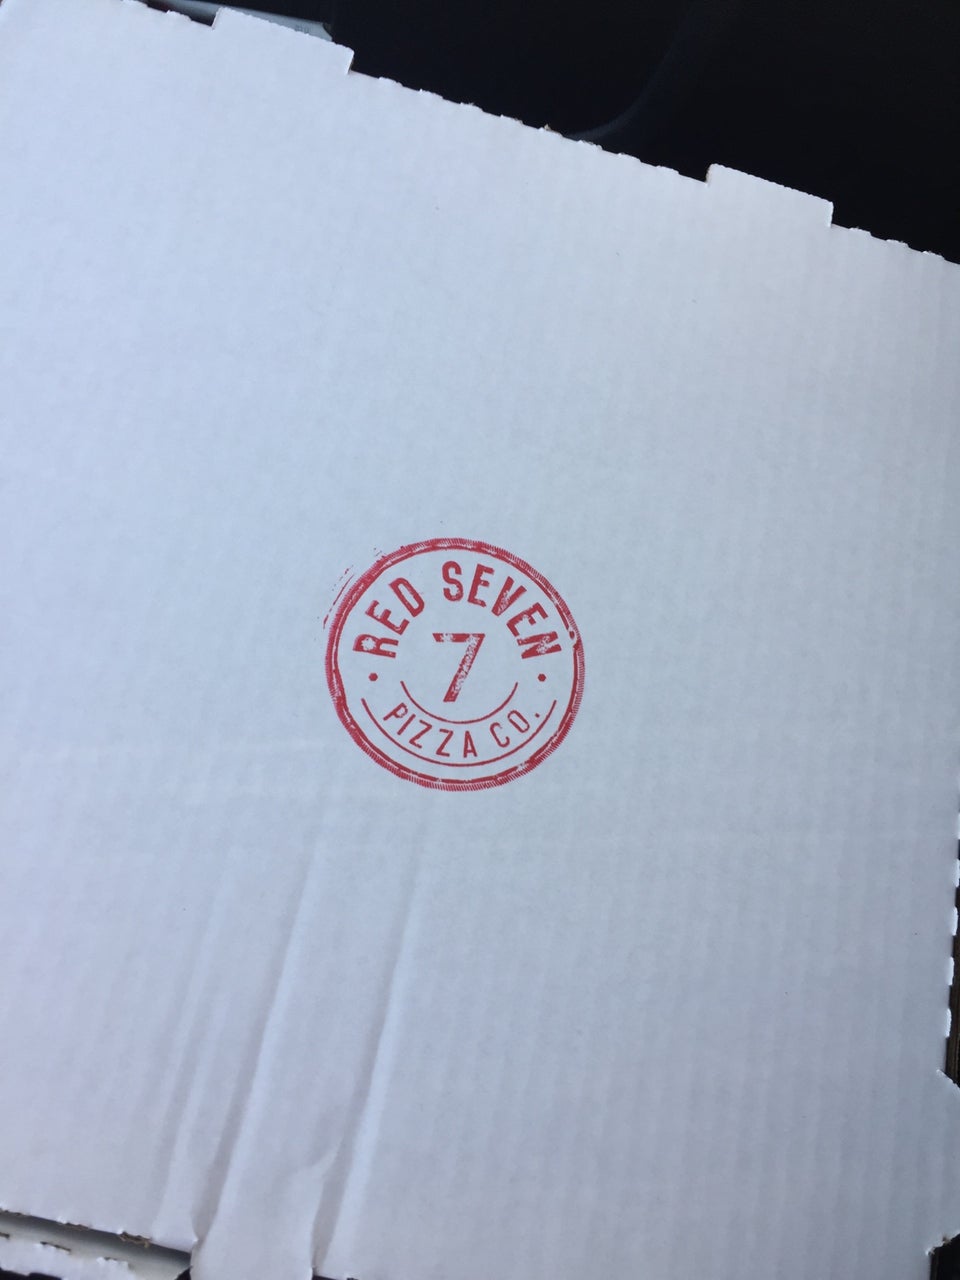 RED SEVEN
7
PIZZA CO.